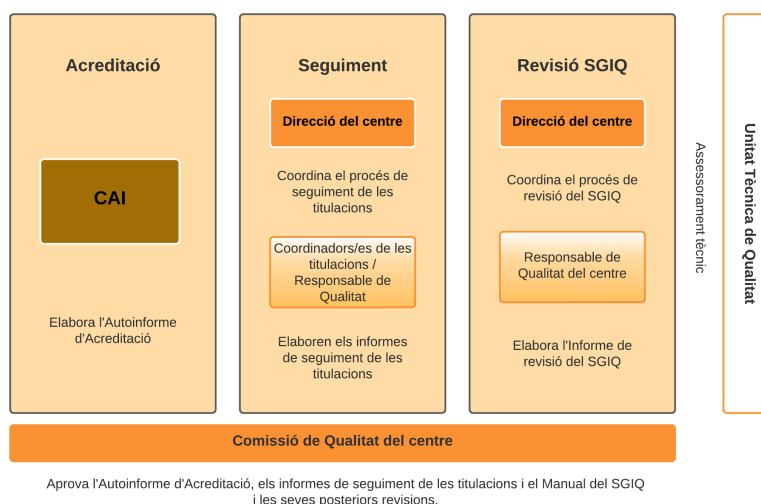 Acreditació
CAI
Elabora l'Autoinforme
d'Acreditació
Seguiment
Direcció del centre
Coordina el procés de
seguiment de les
titulacions
Coordinadors/es de les
titulacions /
Responsable de
Qualitat
Elaboren els informes
de seguiment de les
titulacions
Revisió SGIQ
Direcció del centre
Coordina el procés de
revisió del SGIQ
Responsable de
Qualitat del centre
Elabora l'Informe de
revisió del SGIQ
Assessorament tècnic
Unitat Tècnica de Qualitat
Comissió de Qualitat del centre
Aprova l'Autoinforme d'Acreditació, els informes de seguiment de les titulacions i el Manual del SGIQ
i les seves posteriors revisions.